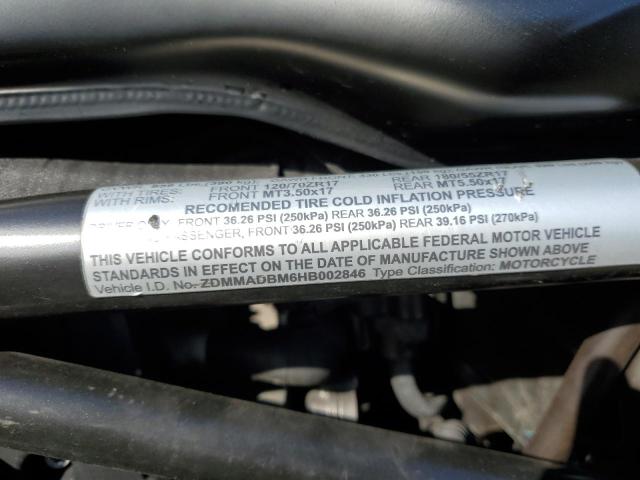 WITH TIRES: FRONT 120/70ZR17 REAR 180/55ZR17
WITH RIMS: FRONT MT3.50x17 REAR MT5.50x17
RECOMENDED TIRE COLD INFLATION PRESSURE
FRONT 36.26 PSI (250kPa) REAR 36.26 PSI (250kPa)
PASSENGER, FRONT 36.26 PSI (250kPa) REAR 39.16 PSI (270kPa)
THIS VEHICLE CONFORMS TO ALL APPLICABLE FEDERAL MOTOR VEHICLE
STANDARDS IN EFFECT ON THE DATE OF MANUFACTURE SHOWN ABOVE
Vehicle I.D. No. ZDMMADBM6HB002846 Type Classification: MOTORCYCLE